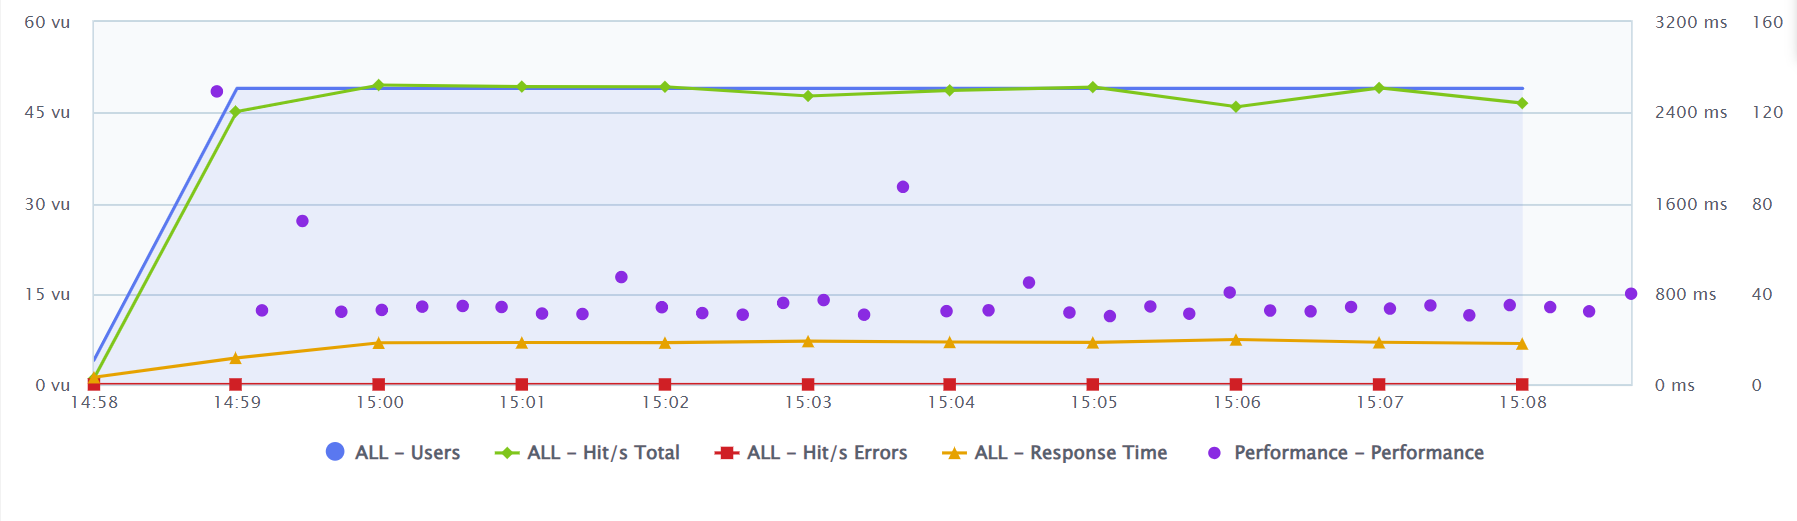 60 vu 3200 ms 160
45 vu 2400 ms 120
30 vu 1600 ms 80
15 vu 800 ms 40
0 vu 0 ms 0
14:58 14:59 15:00 15:01 15:02 15:03 15:04 15:05 15:06 15:07 15:08
ALL – Users ALL – Hit/s Total ALL – Hit/s Errors ALL – Response Time Performance – Performance